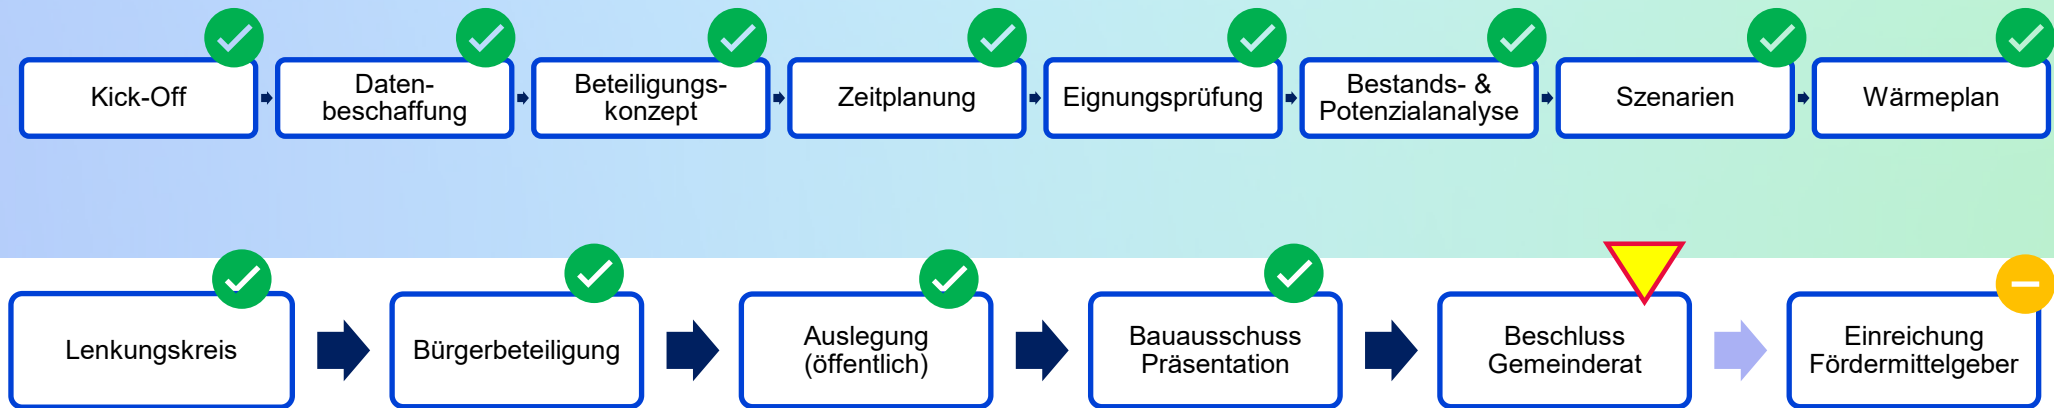 Kick-Off
Daten-
beschaffung
Beteiligungs-
konzept
Zeitplanung
Eignungsprüfung
Bestands- &
Potenzialanalyse
Szenarien
Wärmeplan
Lenkungskreis
Bürgerbeteiligung
Auslegung
(öffentlich)
Bauausschuss
Präsentation
Beschluss
Gemeinderat
Einreichung
Fördermittelgeber